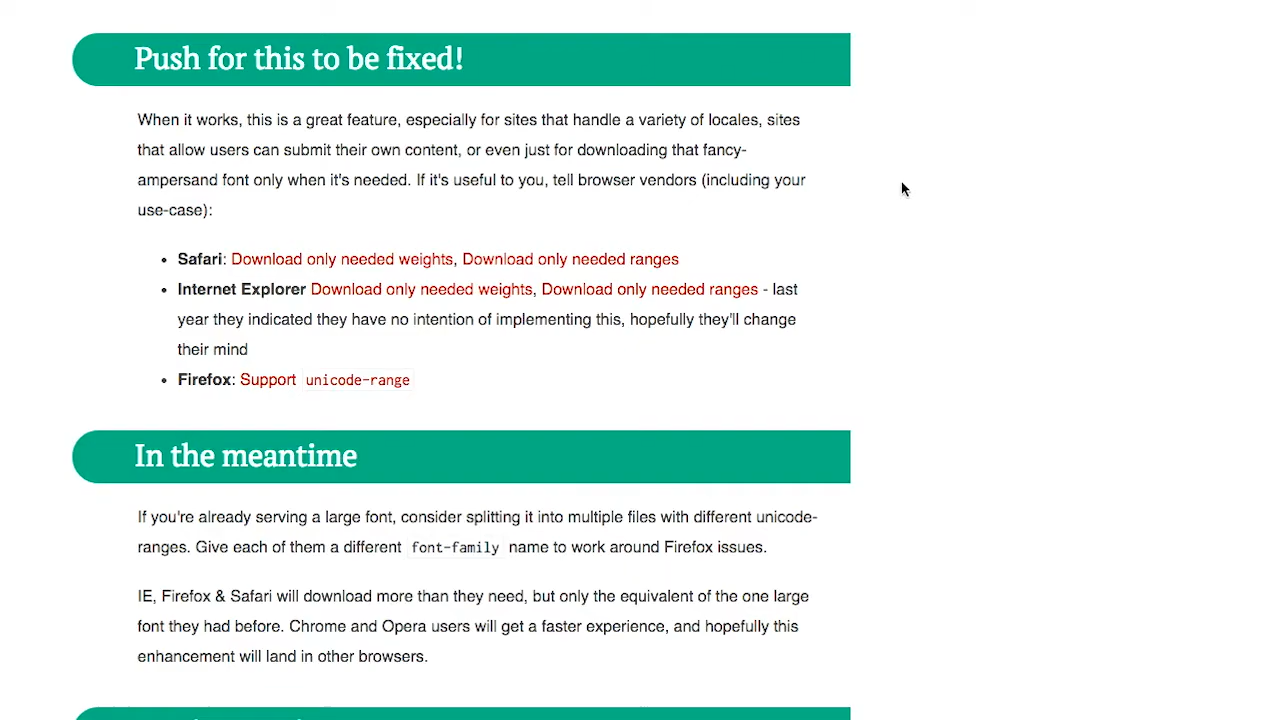 Push for this to be fixed!
When it works, this is a great feature, especially for sites that handle a variety of locales, sites
that allow users can submit their own content, or even just for downloading that fancy-
ampersand font only when it's needed. If it's useful to you, tell browser vendors (including your
use-case):
• Safari: Download only needed weights, Download only needed ranges
• Internet Explorer Download only needed weights, Download only needed ranges - last
year they indicated they have no intention of implementing this, hopefully they'll change
their mind
• Firefox: Support unicode-range
In the meantime
If you're already serving a large font, consider splitting it into multiple files with different unicode-
ranges. Give each of them a different font-family name to work around Firefox issues.
IE, Firefox & Safari will download more than they need, but only the equivalent of the one large
font they had before. Chrome and Opera users will get a faster experience, and hopefully this
enhancement will land in other browsers.